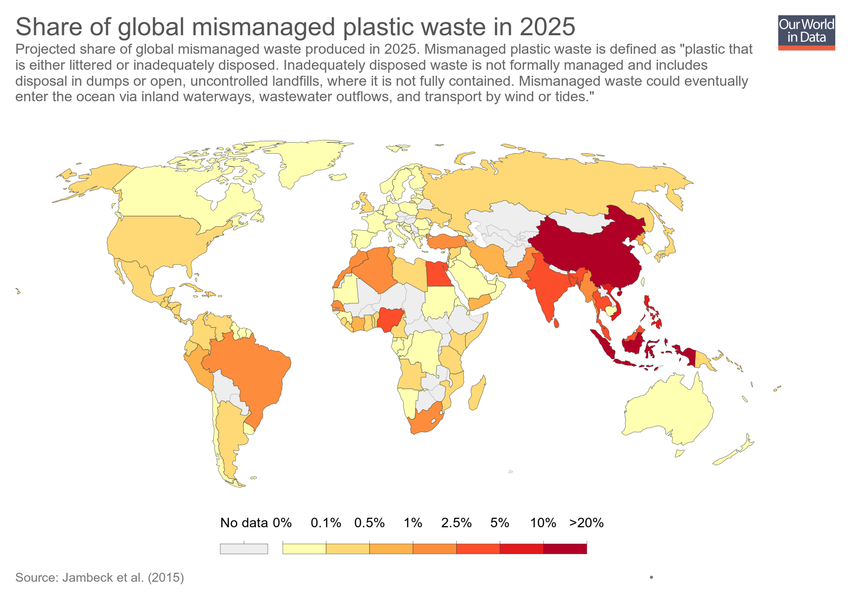 Share of global mismanaged plastic waste in 2025
Our World
in Data
Projected share of global mismanaged waste produced in 2025. Mismanaged plastic waste is defined as "plastic that
is either littered or inadequately disposed. Inadequately disposed waste is not formally managed and includes
disposal in dumps or open, uncontrolled landfills, where it is not fully contained. Mismanaged waste could eventually
enter the ocean via inland waterways, wastewater outflows, and transport by wind or tides."
No data 0% 0.1% 0.5% 1% 2.5% 5% 10% >20%
Source: Jambeck et al. (2015)